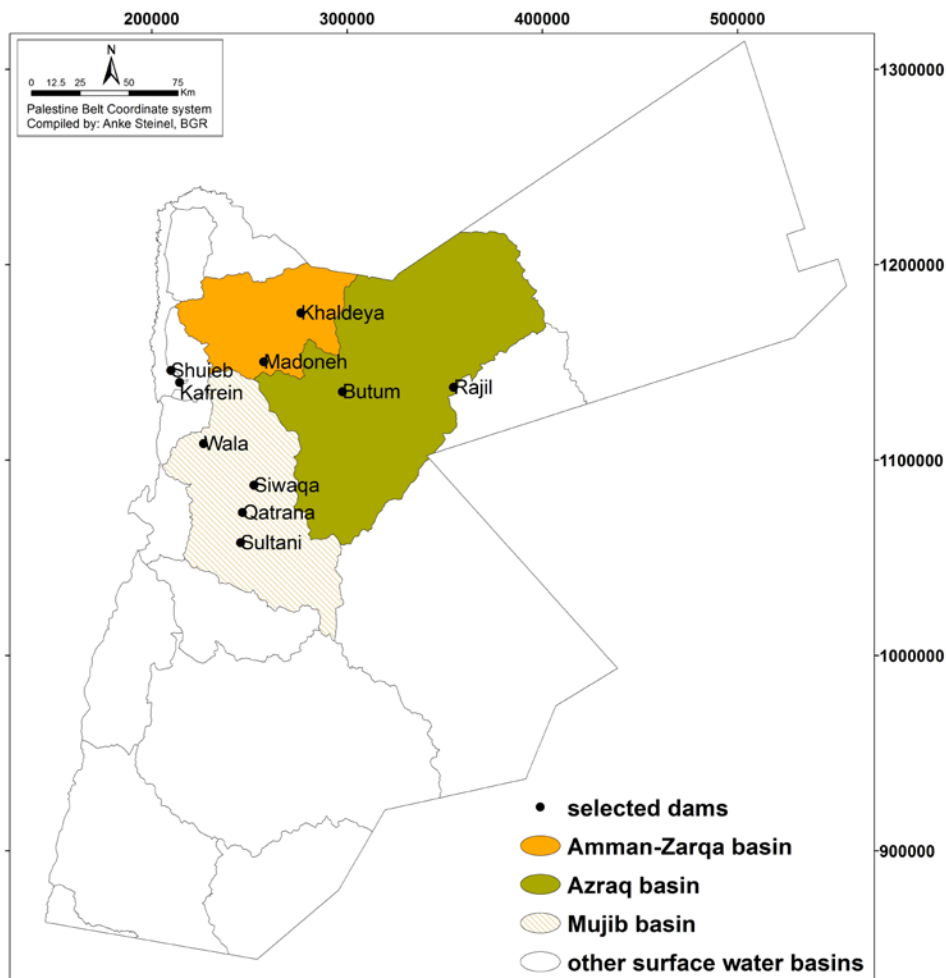 200000 300000 400000 500000
N
0 12.5 25 50 75
Km
Palestine Belt Coordinate system
Compiled by: Anke Steinel, BGR
1300000
1200000
Khaldeya
Madoneh
Shuieb
Kafrein
Butum
Rajil
Wala
1100000
Siwaqa
Qatrana
Sultani
1000000
selected dams
Amman-Zarqa basin
900000
Azraq basin
Mujib basin
other surface water basins